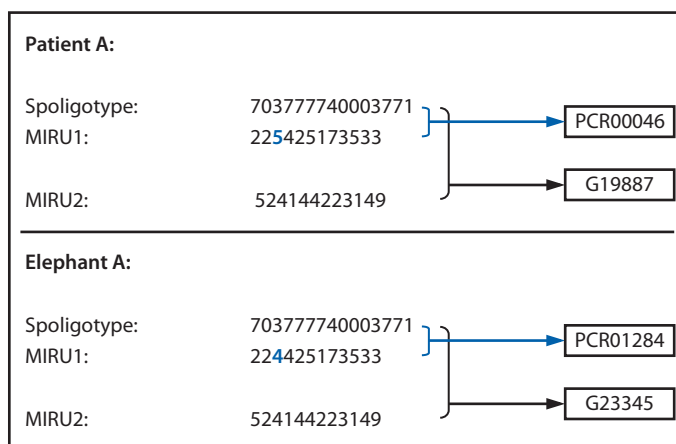 Patient A:
Spoligotype: 703777740003771
PCR00046
MIRU1: 225425173533
G19887
MIRU2: 524144223149
Elephant A:
Spoligotype: 703777740003771
PCR01284
MIRU1: 224425173533
G23345
MIRU2: 524144223149